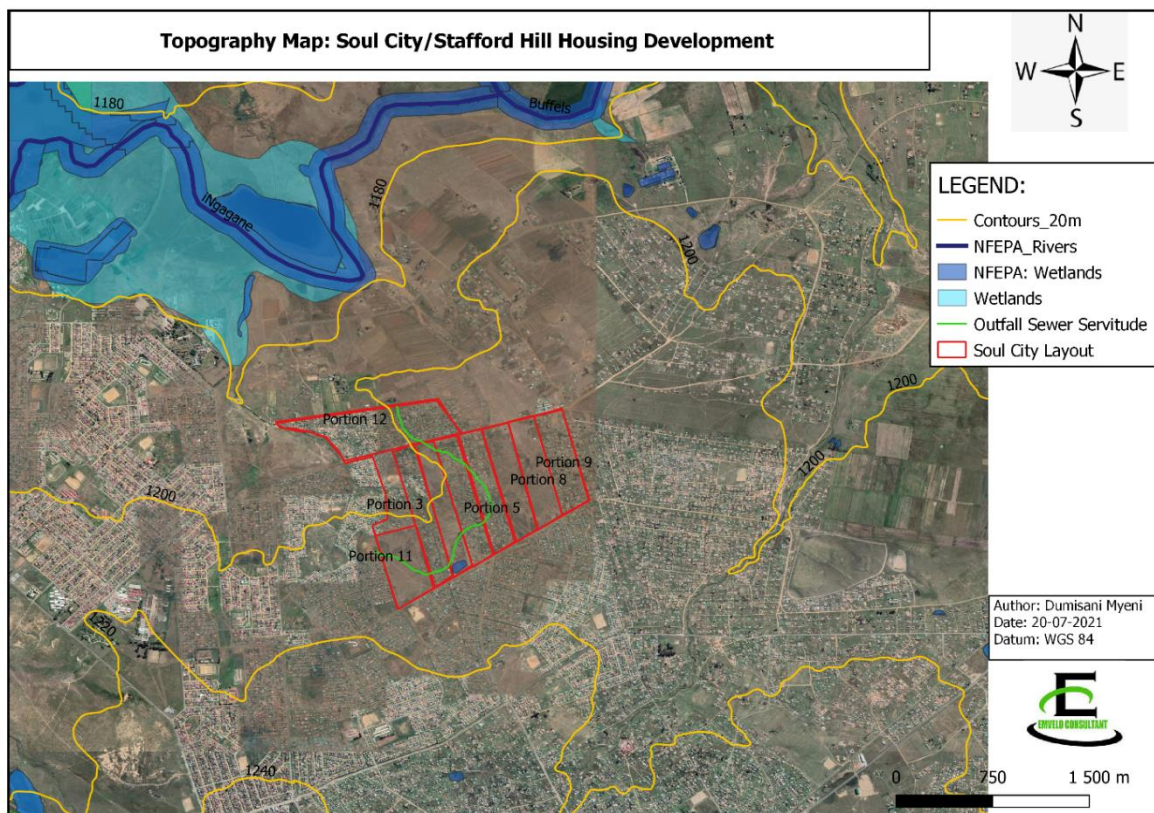 Topography Map: Soul City/Stafford Hill Housing Development
N
W E
S
1180
Buffels
INgagane
1180
1200
LEGEND:
Contours_20m
NFEPA_Rivers
NFEPA: Wetlands
Wetlands
Outfall Sewer Servitude
Soul City Layout
1200
Portion 12
Portion 9
Portion 8
1200
1200
Portion 3
Portion 5
Portion 11
1220
Author: Dumisani Myeni
Date: 20-07-2021
Datum: WGS 84
E
EMVELO CONSULTANT
1240
0 750 1 500 m